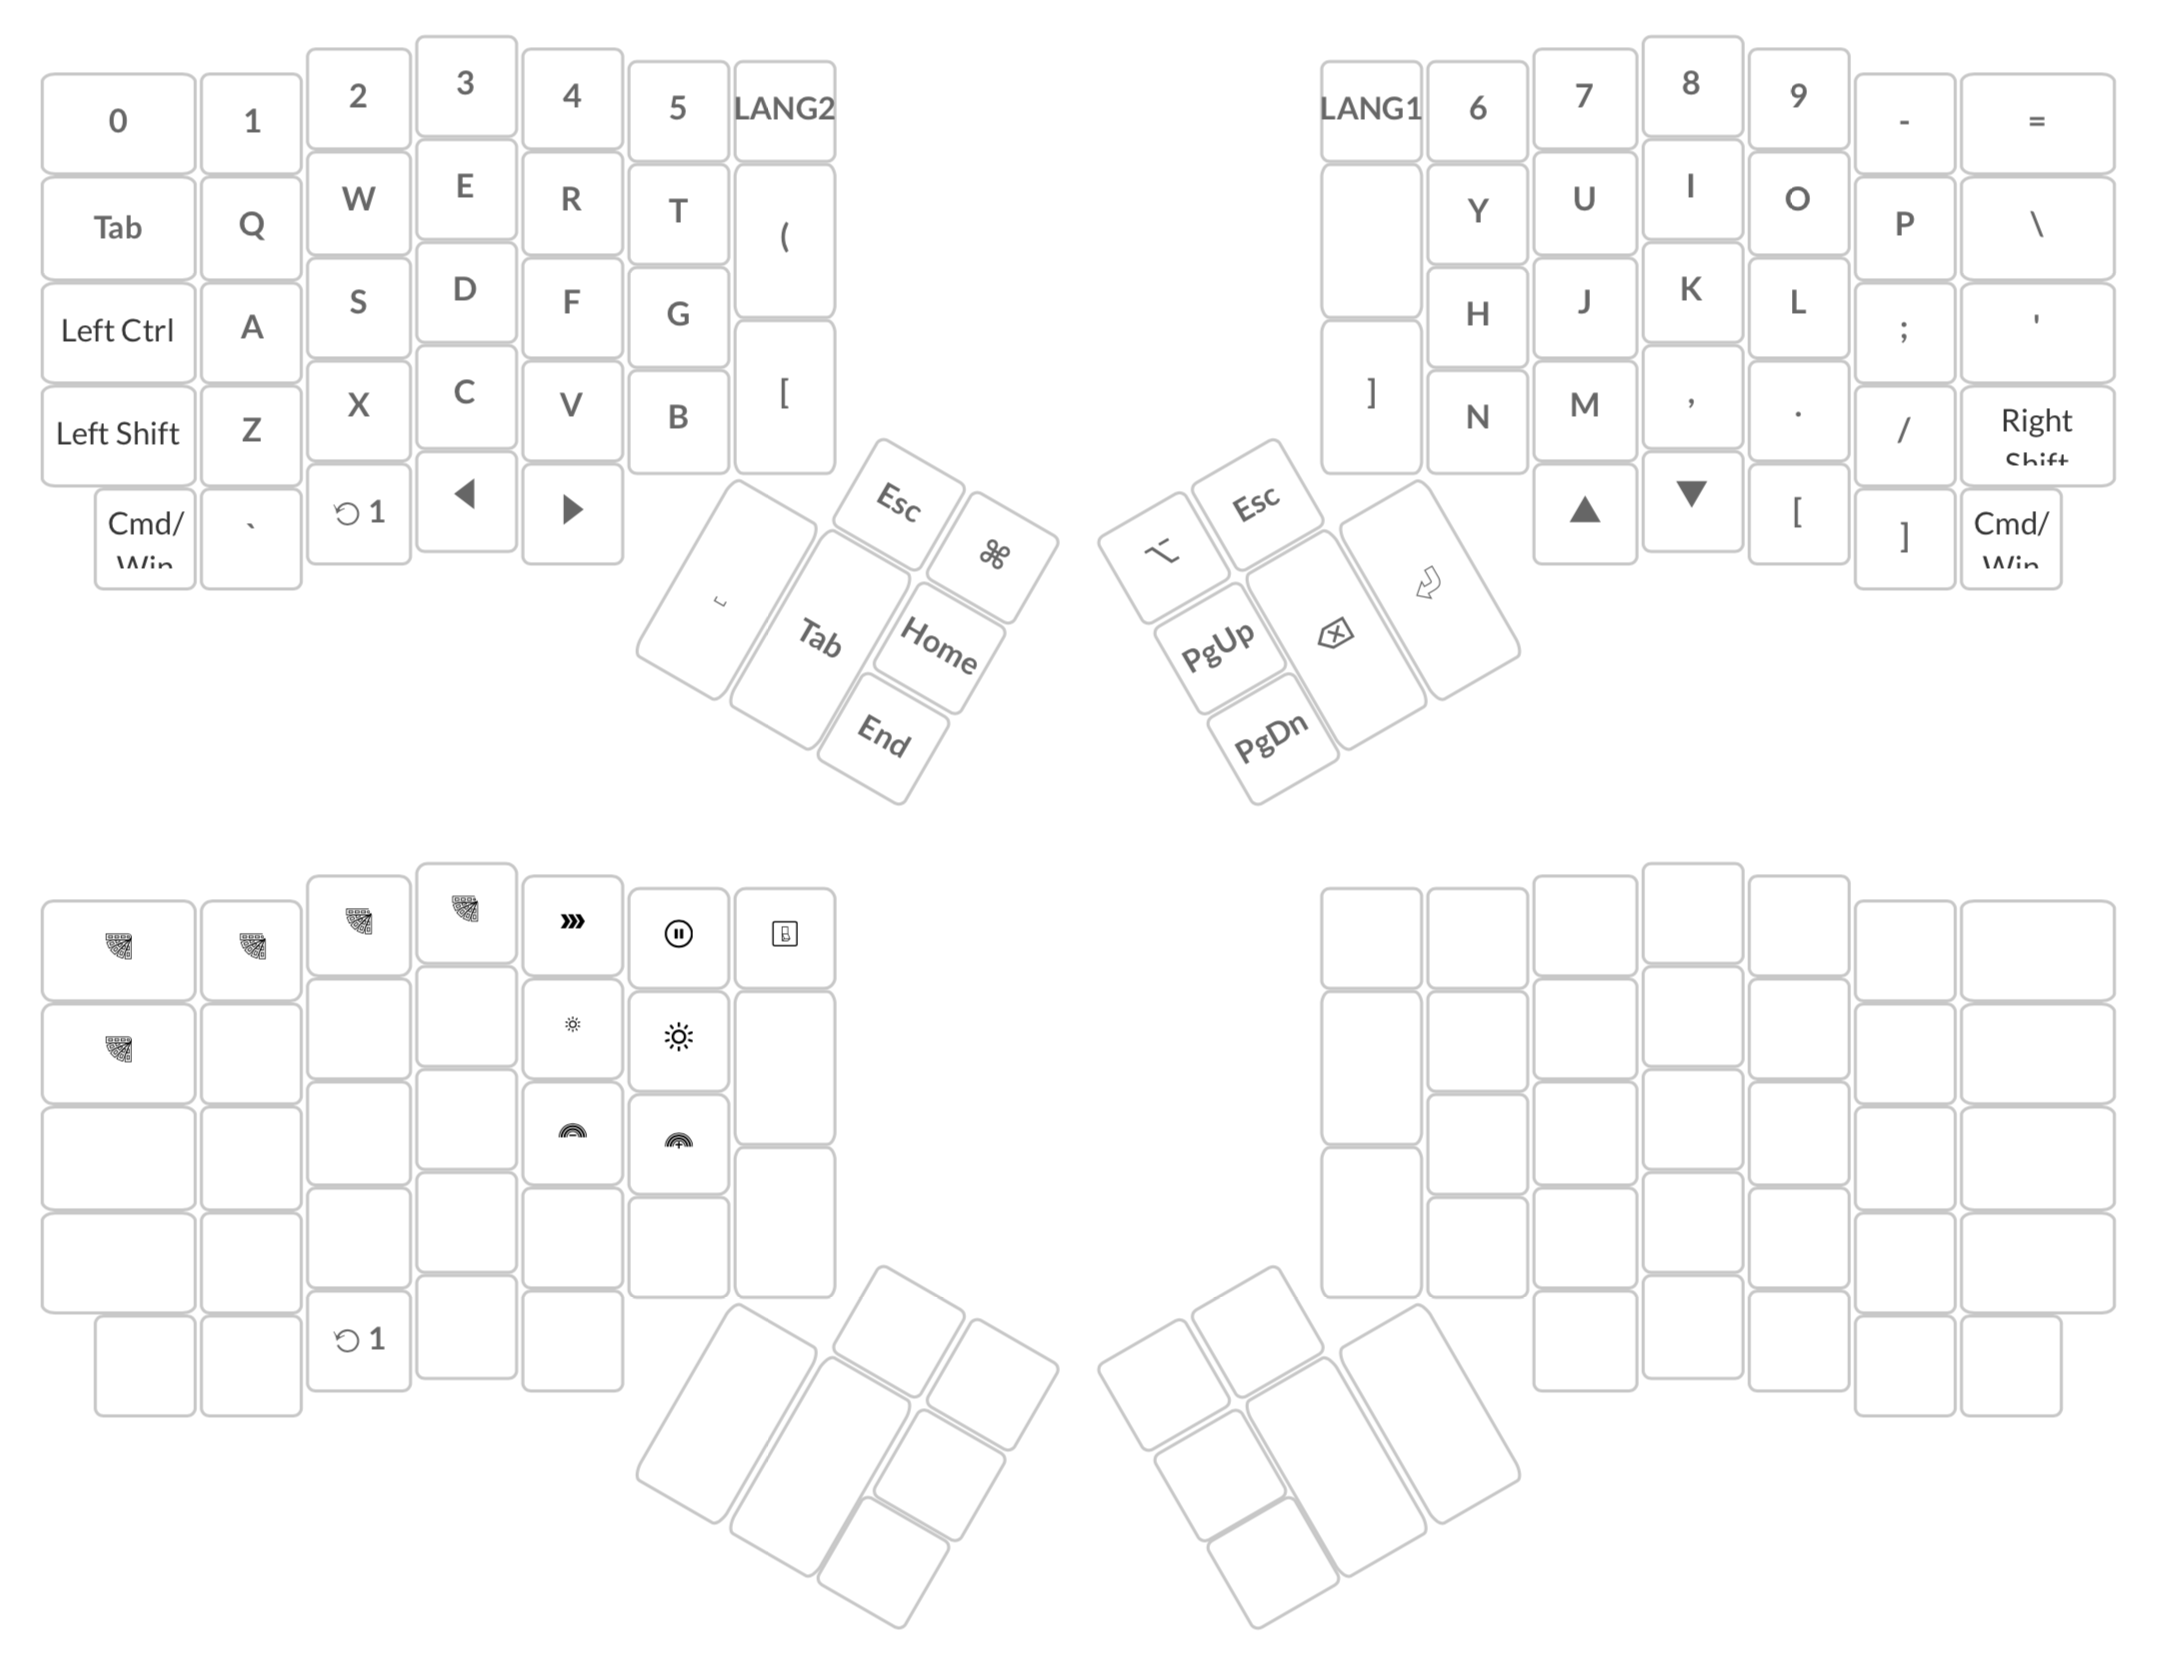 0 1 2 3 4 5 LANG2
LANG1 6 7 8 9 - =
Tab Q W E R T (
Y U I O P \
Left Ctrl A S D F G [
] H J K L ; '
Left Shift Z X C V B
N M , . / Right
Shift
Cmd/
Win ` 1
[ ] Cmd/
Win
Esc
Tab Home
End
Esc
PgUp
PgDn
1